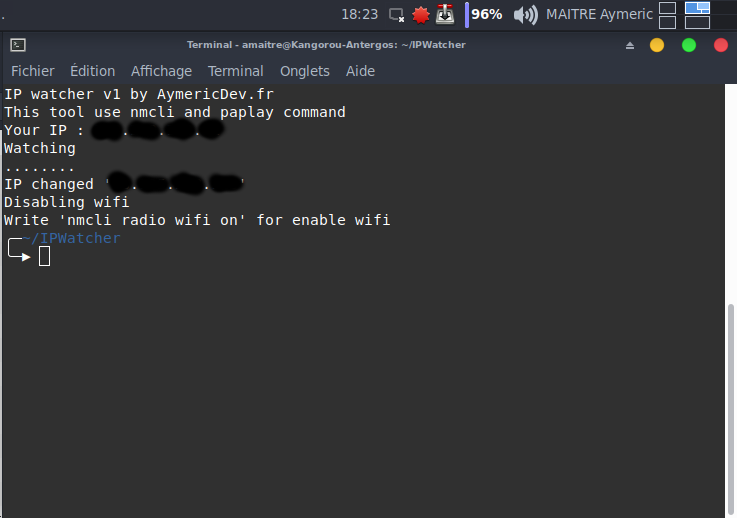 18:23 96% MAITRE Aymeric
Terminal - amaitre@Kangorou-Antergos: ~/IPWatcher
Fichier Édition Affichage Terminal Onglets Aide
IP watcher v1 by AymericDev.fr
This tool use nmcli and paplay command
Your IP : . . .
Watching
........
IP changed ' . . . '
Disabling wifi
Write 'nmcli radio wifi on' for enable wifi
~/IPWatcher